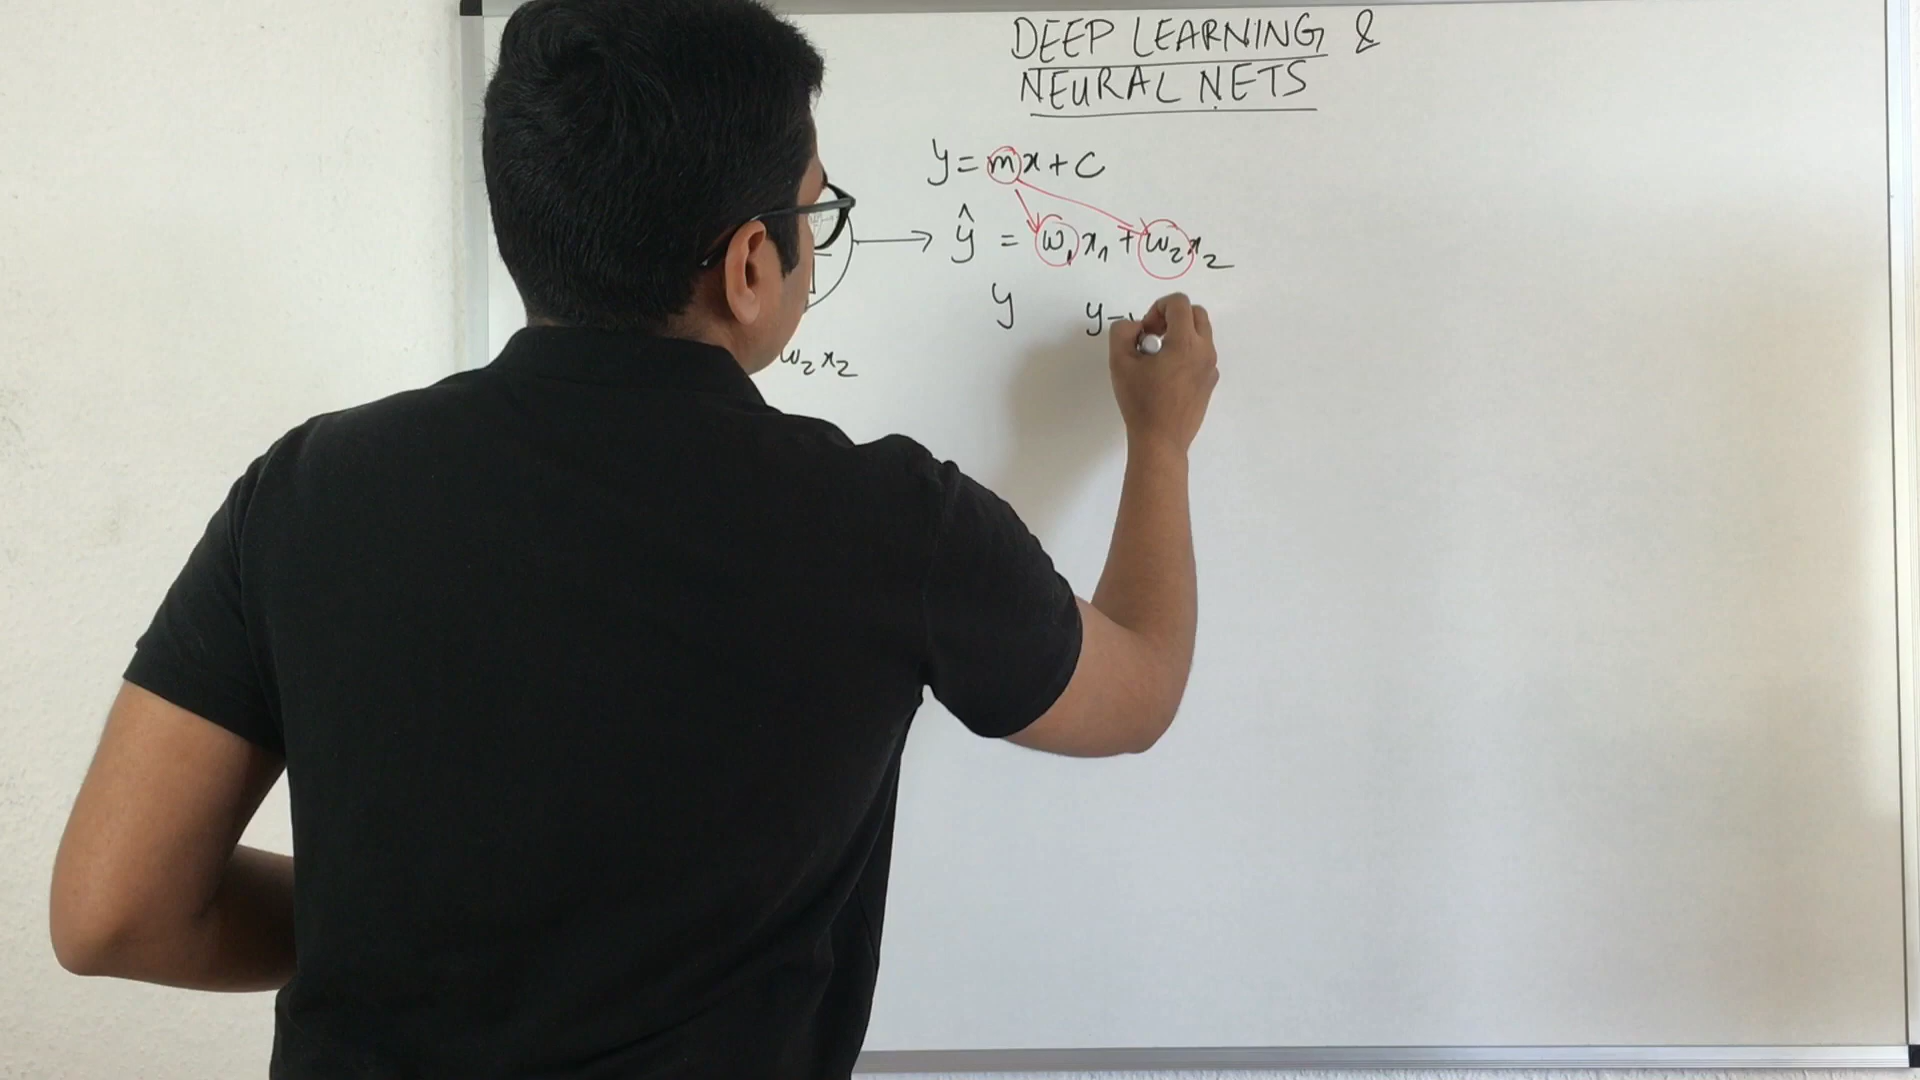 DEEP LEARNING &
NEURAL NETS
y = mx + c
ŷ = w₁x₁ + w₂x₂
y y-
w₂x₂